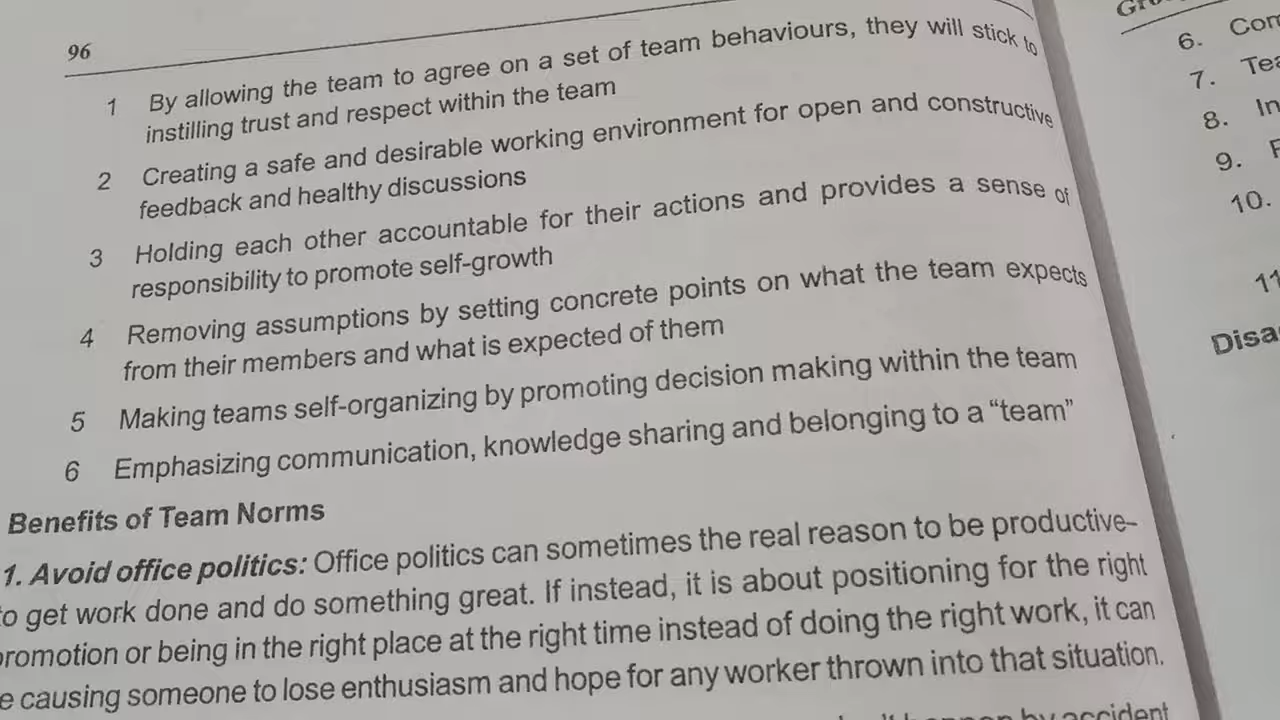 96
1 By allowing the team to agree on a set of team behaviours, they will stick to
instilling trust and respect within the team
2 Creating a safe and desirable working environment for open and constructive
feedback and healthy discussions
3 Holding each other accountable for their actions and provides a sense of
responsibility to promote self-growth
4 Removing assumptions by setting concrete points on what the team expects
from their members and what is expected of them
5 Making teams self-organizing by promoting decision making within the team
6 Emphasizing communication, knowledge sharing and belonging to a “team”
Benefits of Team Norms
1. Avoid office politics: Office politics can sometimes the real reason to be productive–
to get work done and do something great. If instead, it is about positioning for the right
promotion or being in the right place at the right time instead of doing the right work, it can
causing someone to lose enthusiasm and hope for any worker thrown into that situation.
by accident
6.
7.
8.
9.
10.
11